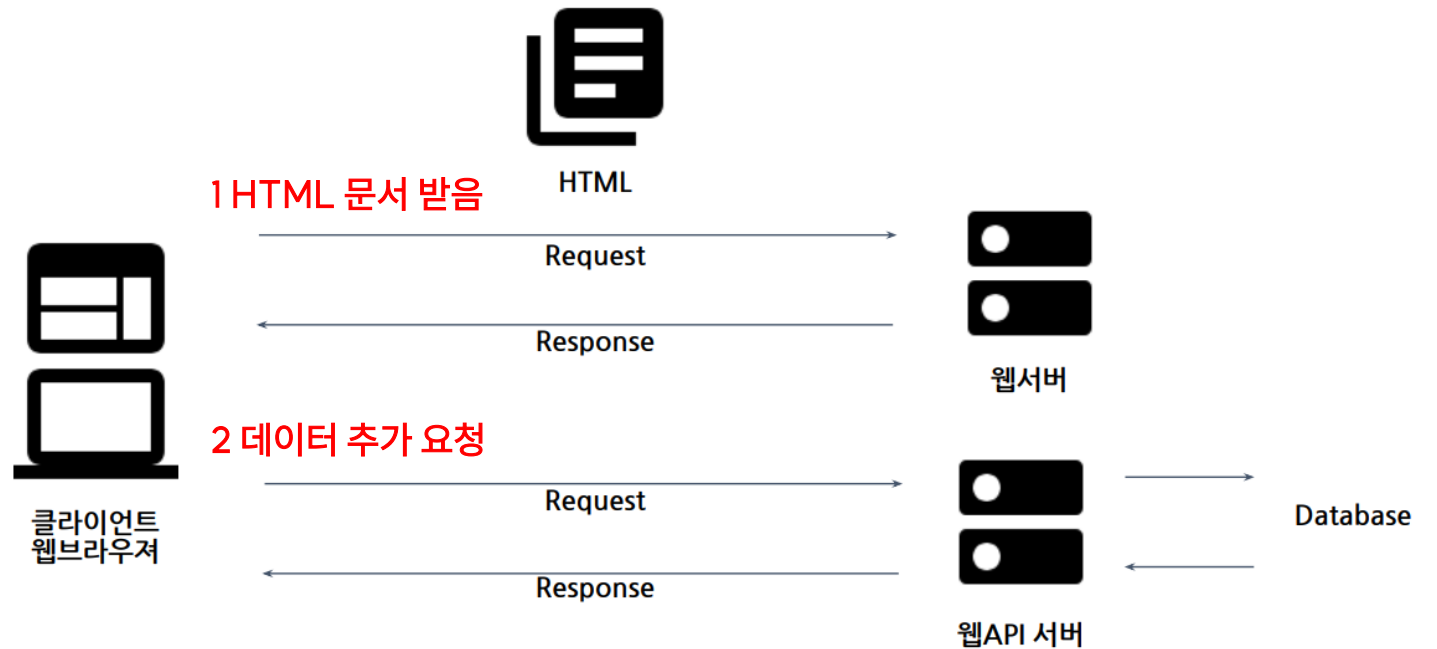 HTML
1 HTML 문서 받음
Request
Response
웹서버
2 데이터 추가 요청
Request
Response
클라이언트
웹브라우져
Database
웹API 서버